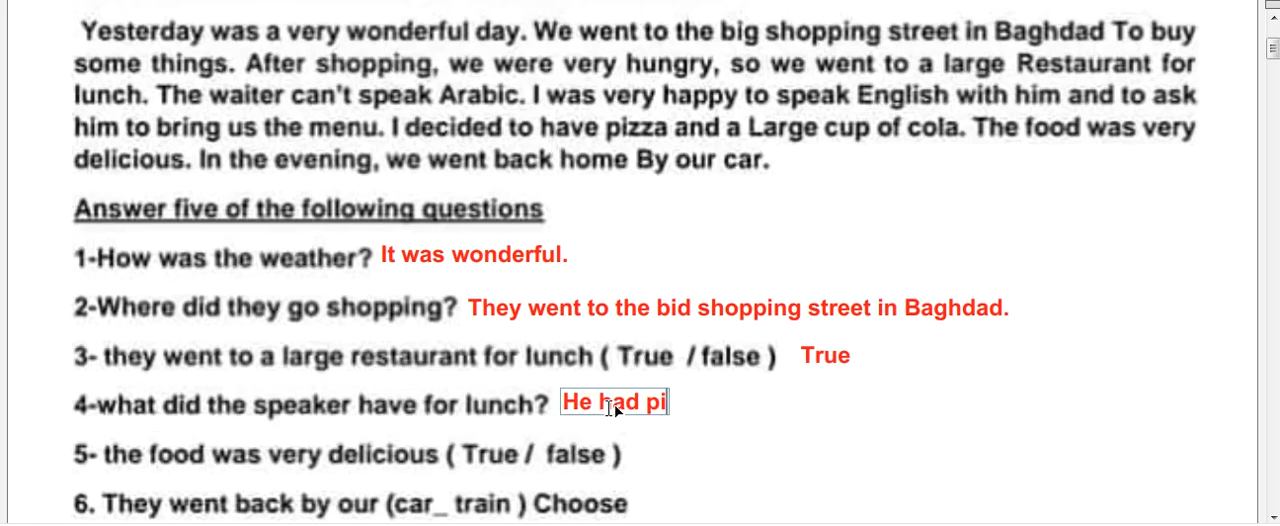 Yesterday was a very wonderful day. We went to the big shopping street in Baghdad To buy
some things. After shopping, we were very hungry, so we went to a large Restaurant for
lunch. The waiter can't speak Arabic. I was very happy to speak English with him and to ask
him to bring us the menu. I decided to have pizza and a Large cup of cola. The food was very
delicious. In the evening, we went back home By our car.
Answer five of the following questions
1-How was the weather? It was wonderful.
2-Where did they go shopping? They went to the bid shopping street in Baghdad.
3- they went to a large restaurant for lunch ( True / false ) True
4-what did the speaker have for lunch? He had pi
5- the food was very delicious ( True / false )
6. They went back by our (car_ train ) Choose